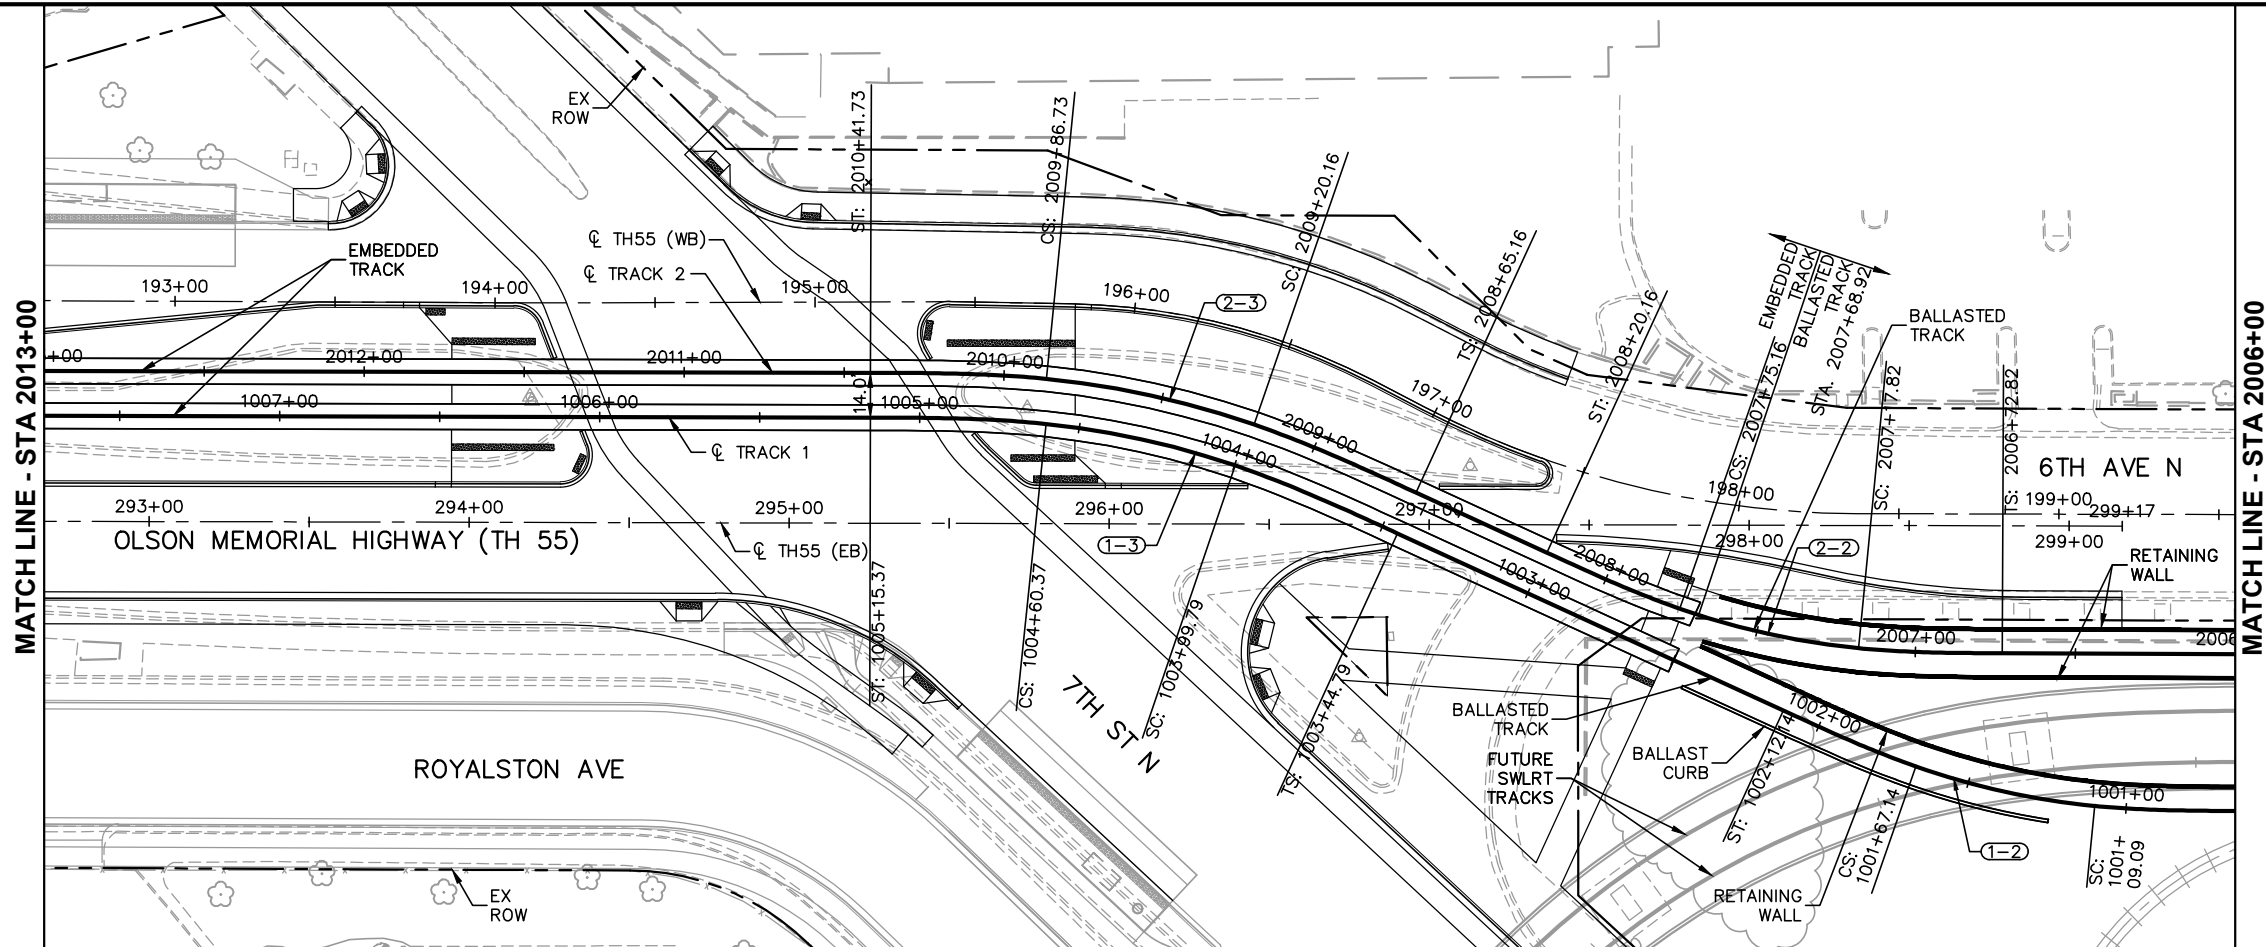 MATCH LINE - STA 2013+00
MATCH LINE - STA 2006+00
EX
ROW
ST: 2010+41.73
CS: 2009+86.73
SC: 2009+20.16
TS: 2008+65.16
ST: 2008+20.16
CS: 2007+75.16
EMBEDDED
TRACK
BALLASTED
TRACK
STA. 2007+68.92
SC: 2007+17.82
TS: 2006+72.82
BALLASTED
TRACK
EMBEDDED
TRACK
℄ TH55 (WB)
℄ TRACK 2
193+00
194+00
195+00
196+00
197+00
198+00
199+00
2-3
+00
2012+00
2011+00
2010+00
2009+00
2008+00
2007+00
2006
14.0'
1007+00
1006+00
1005+00
1004+00
1003+00
1002+00
1001+00
℄ TRACK 1
6TH AVE N
293+00
294+00
295+00
296+00
297+00
298+00
299+00
299+17
OLSON MEMORIAL HIGHWAY (TH 55)
℄ TH55 (EB)
1-3
2-2
RETAINING
WALL
ST: 1005+15.37
CS: 1004+60.37
SC: 1003+99.79
TS: 1003+44.79
ST: 1002+12.14
CS:
1001+67.14
SC:
1001+
09.09
7TH ST N
ROYALSTON AVE
BALLASTED
TRACK
FUTURE
SWLRT
TRACKS
BALLAST
CURB
1-2
RETAINING
WALL
EX
ROW